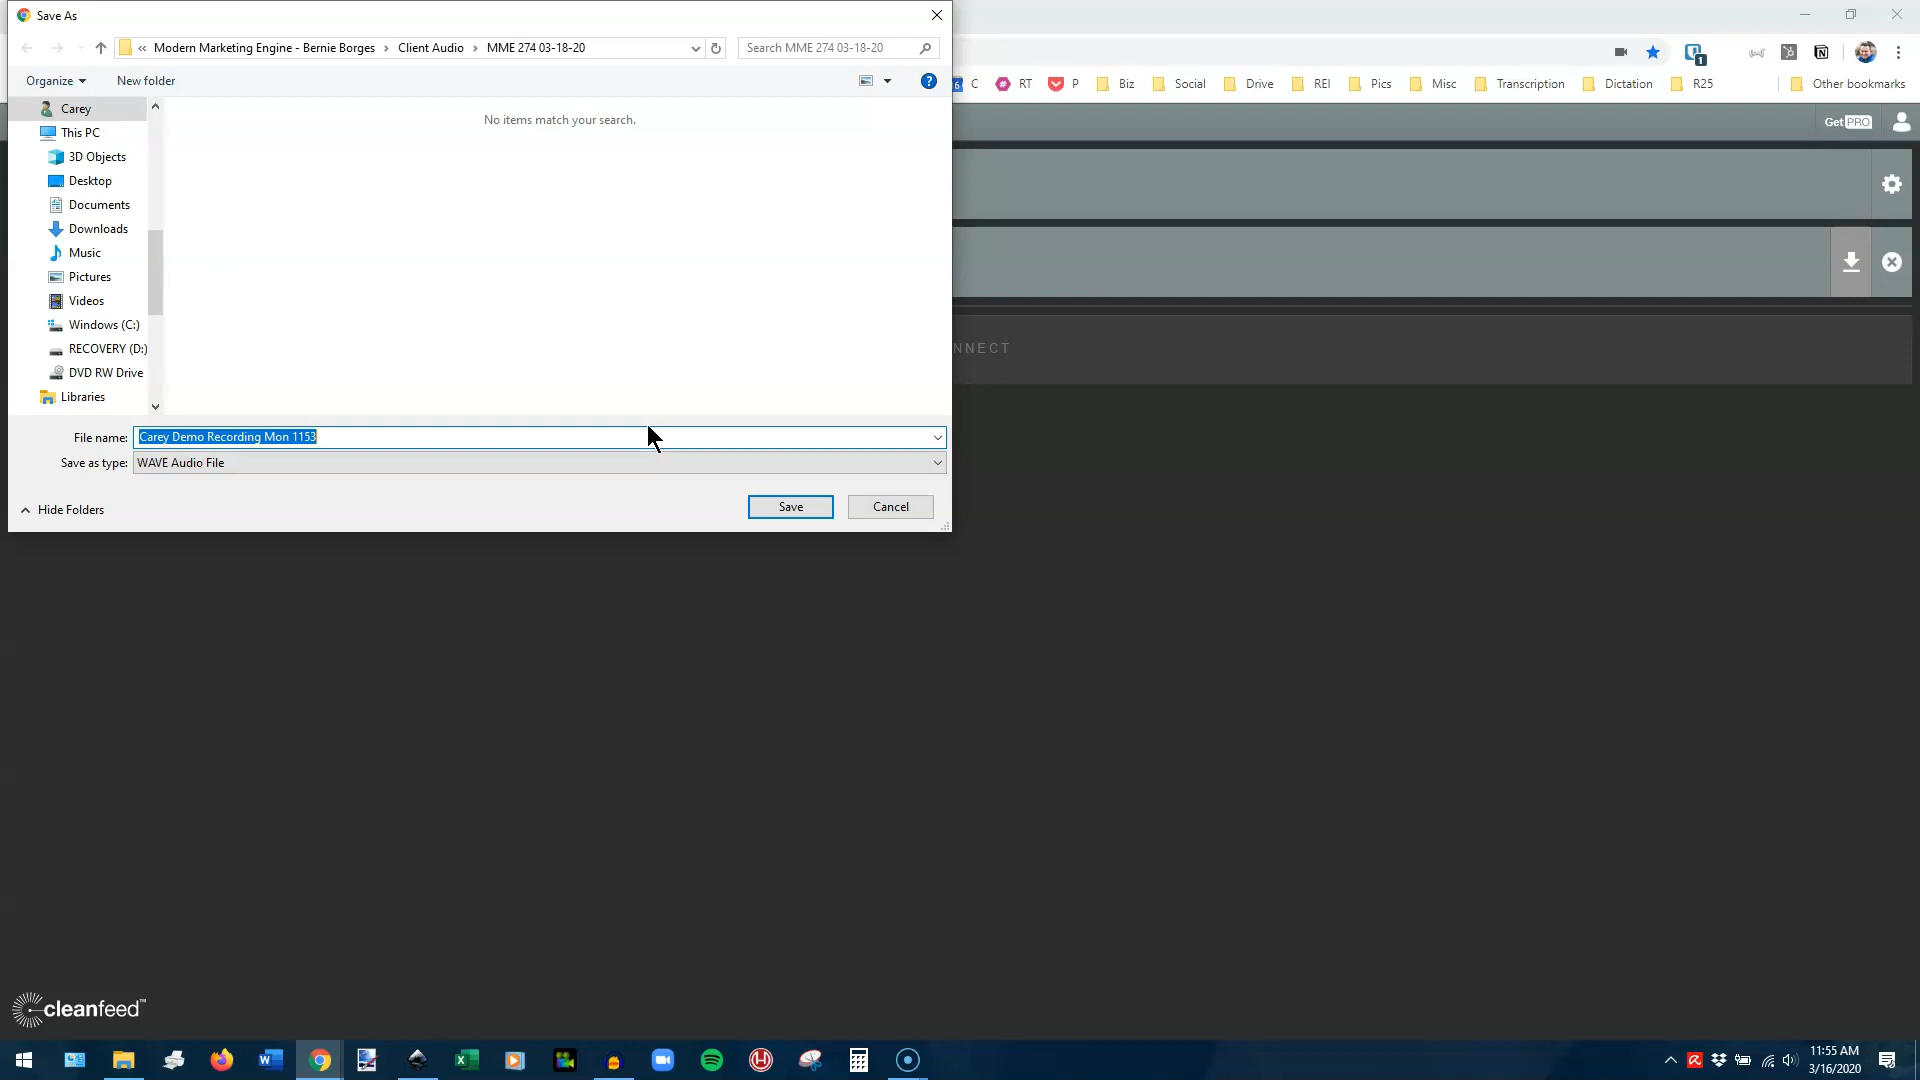 Save As
« Modern Marketing Engine - Bernie Borges › Client Audio › MME 274 03-18-20
Search MME 274 03-18-20
Organize
New folder
1
C
RT
P
Biz
Social
Drive
REI
Pics
Misc
Transcription
Dictation
R25
Other bookmarks
Get PRO
Carey
This PC
3D Objects
Desktop
Documents
Downloads
Music
Pictures
Videos
Windows (C:)
RECOVERY (D:)
DVD RW Drive
Libraries
No items match your search.
NNECT
File name: Carey Demo Recording Mon 1153
Save as type: WAVE Audio File
Hide Folders
Save
Cancel
cleanfeed™
11:55 AM
3/16/2020